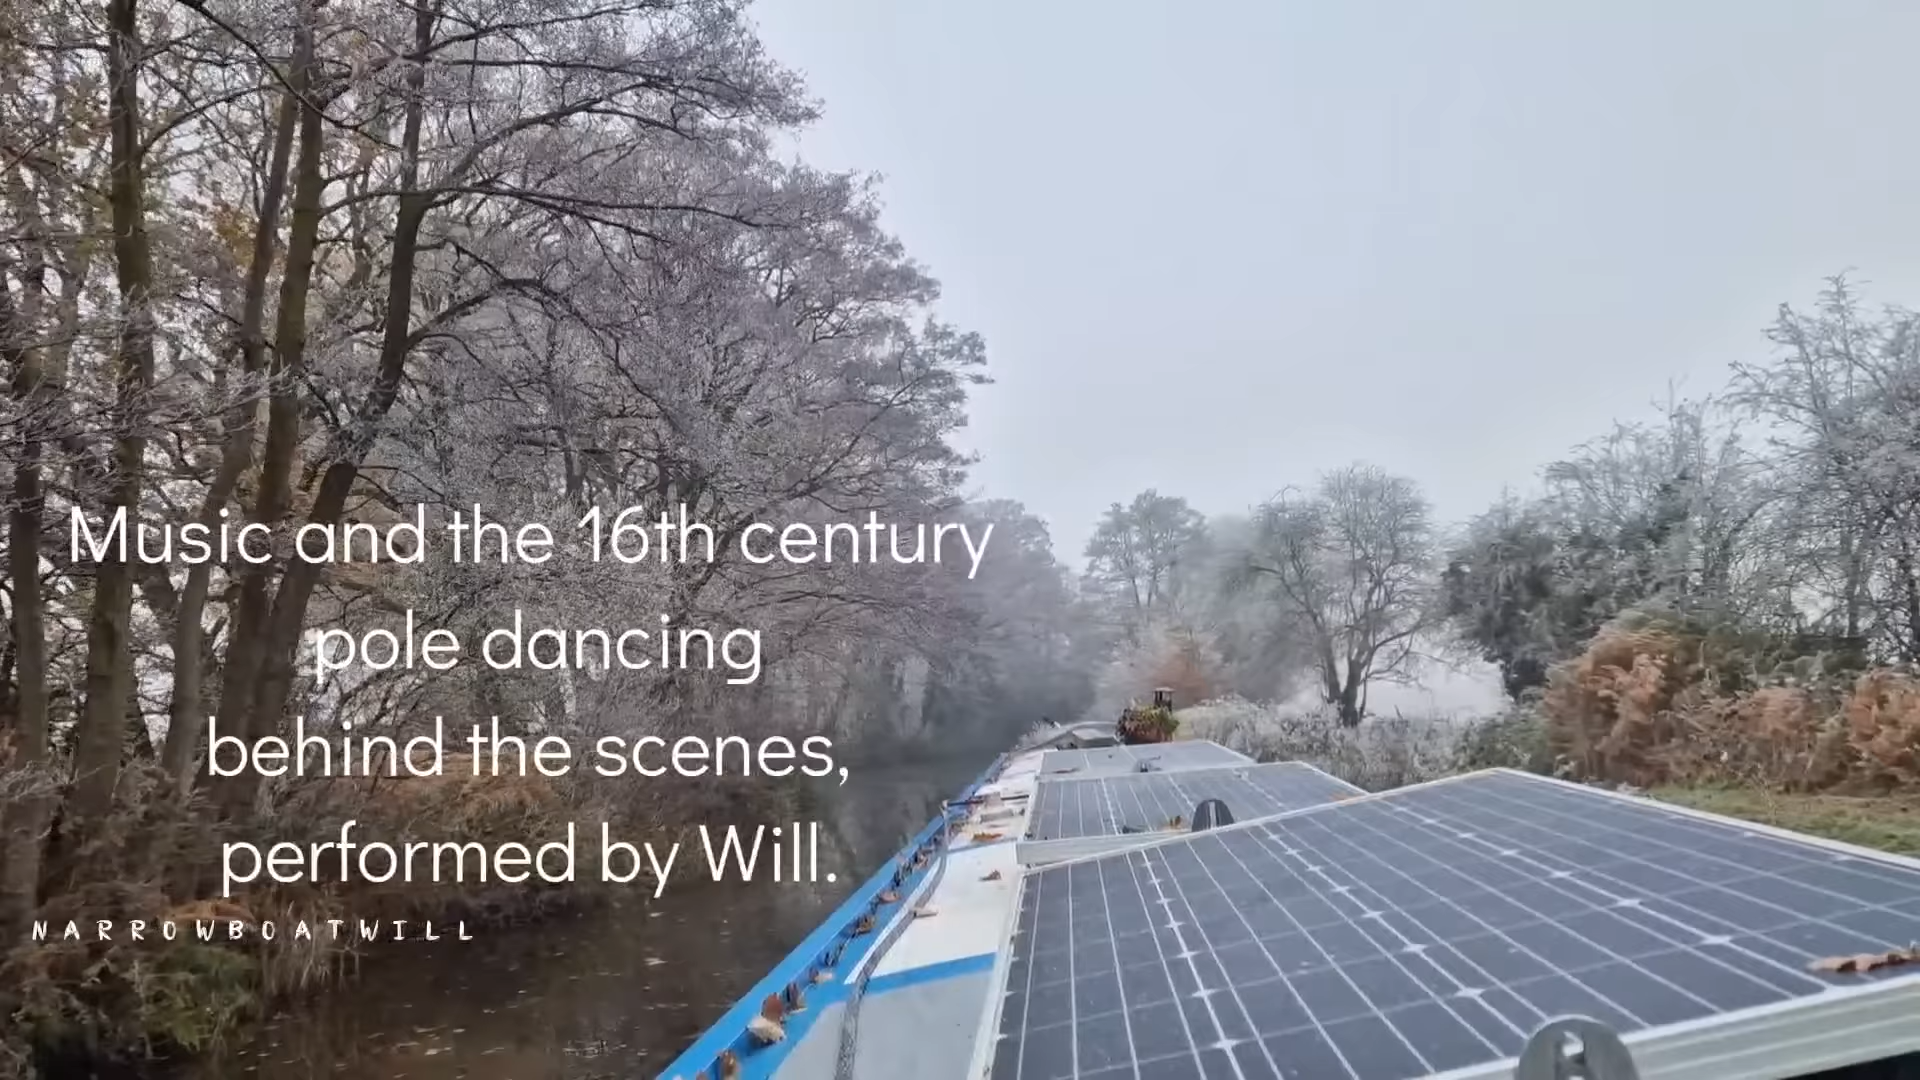 Music and the 16th century
pole dancing
behind the scenes,
performed by Will.
NARROWBOATWILL